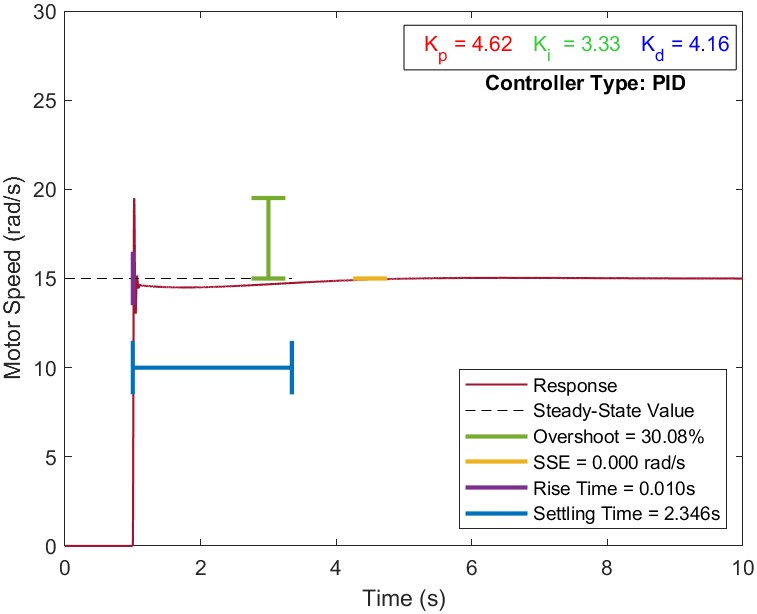 30
25
20
15
10
5
0
Motor Speed (rad/s)
Kp = 4.62 Ki = 3.33 Kd = 4.16
Controller Type: PID
Response
Steady-State Value
Overshoot = 30.08%
SSE = 0.000 rad/s
Rise Time = 0.010s
Settling Time = 2.346s
0 2 4 6 8 10
Time (s)